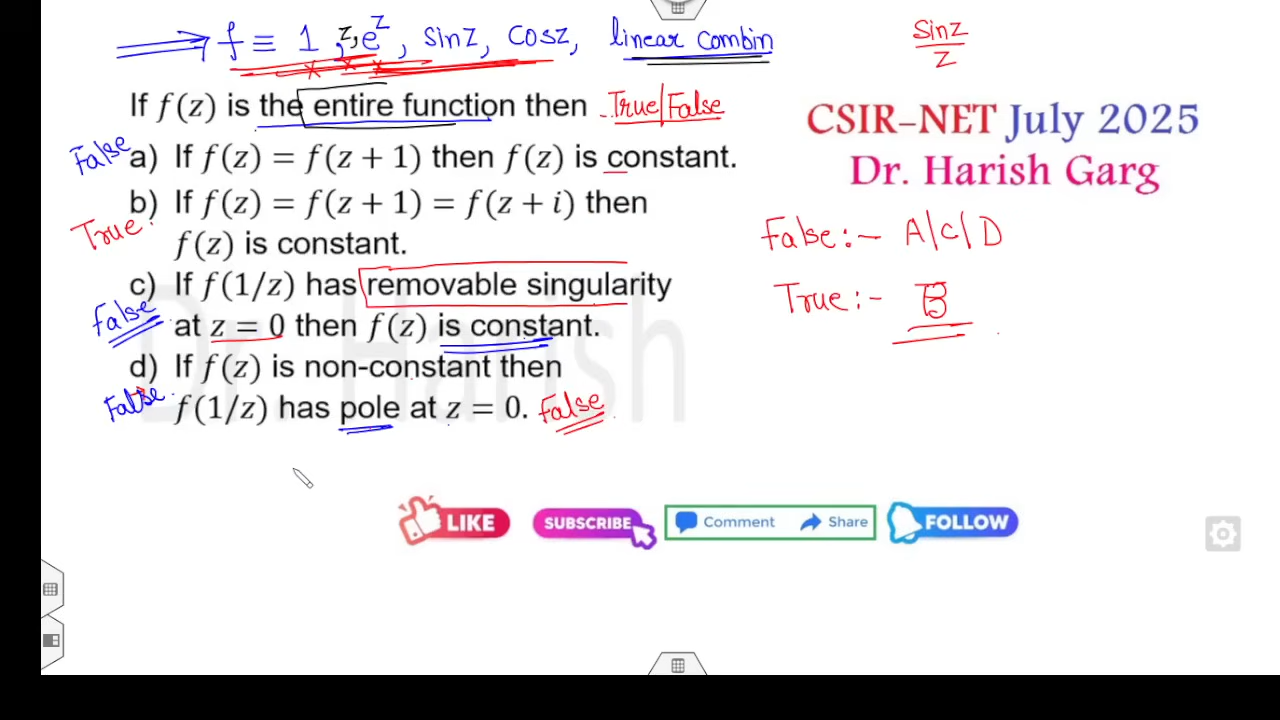 ⟹ f ≡ 1, z, e^z, sinz, cosz, linear combin
sinz/z
If f(z) is the entire function then True/False
CSIR–NET July 2025
Dr. Harish Garg
False a) If f(z) = f(z + 1) then f(z) is constant.
b) If f(z) = f(z + 1) = f(z + i) then
True.
f(z) is constant.
False:- A/C/D
c) If f(1/z) has removable singularity
True:- B
False at z = 0 then f(z) is constant.
d) If f(z) is non-constant then
False. f(1/z) has pole at z = 0. False
Dr. Harish
LIKE SUBSCRIBE Comment Share FOLLOW